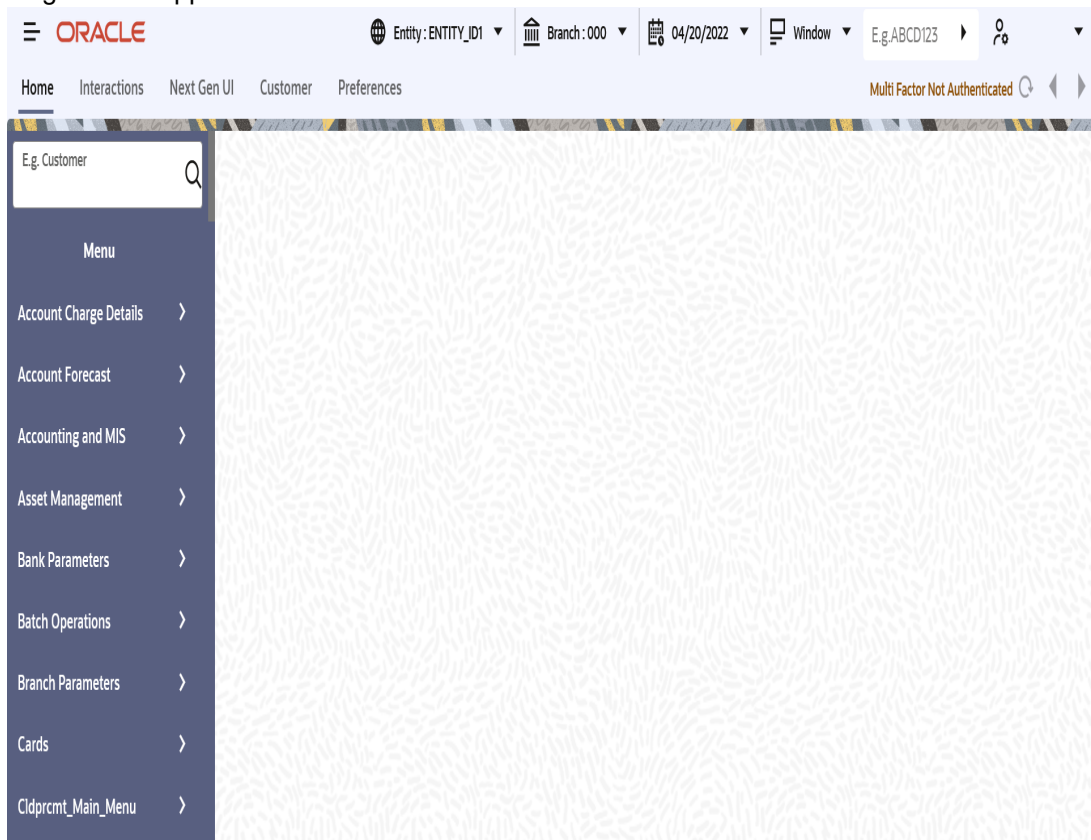 ORACLE
Entity : ENTITY_ID1
Branch : 000
04/20/2022
Window
E.g.ABCD123
Home
Interactions
Next Gen UI
Customer
Preferences
Multi Factor Not Authenticated
E.g. Customer
Menu
Account Charge Details
Account Forecast
Accounting and MIS
Asset Management
Bank Parameters
Batch Operations
Branch Parameters
Cards
Cldprcmt_Main_Menu